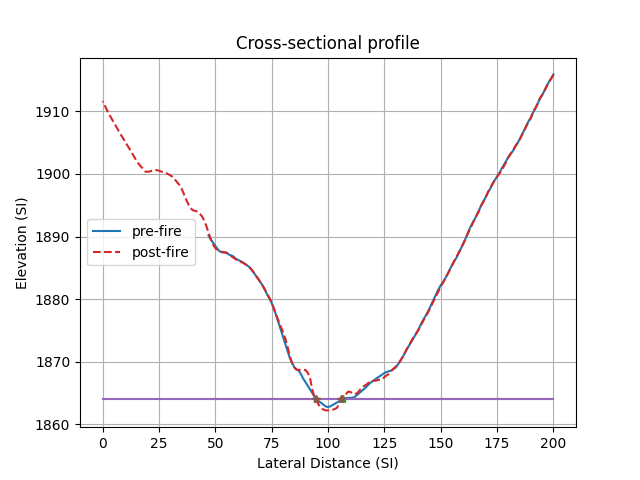 Cross-sectional profile
1910
1900
1890
1880
1870
1860
Elevation (SI)
pre-fire
post-fire
0 25 50 75 100 125 150 175 200
Lateral Distance (SI)